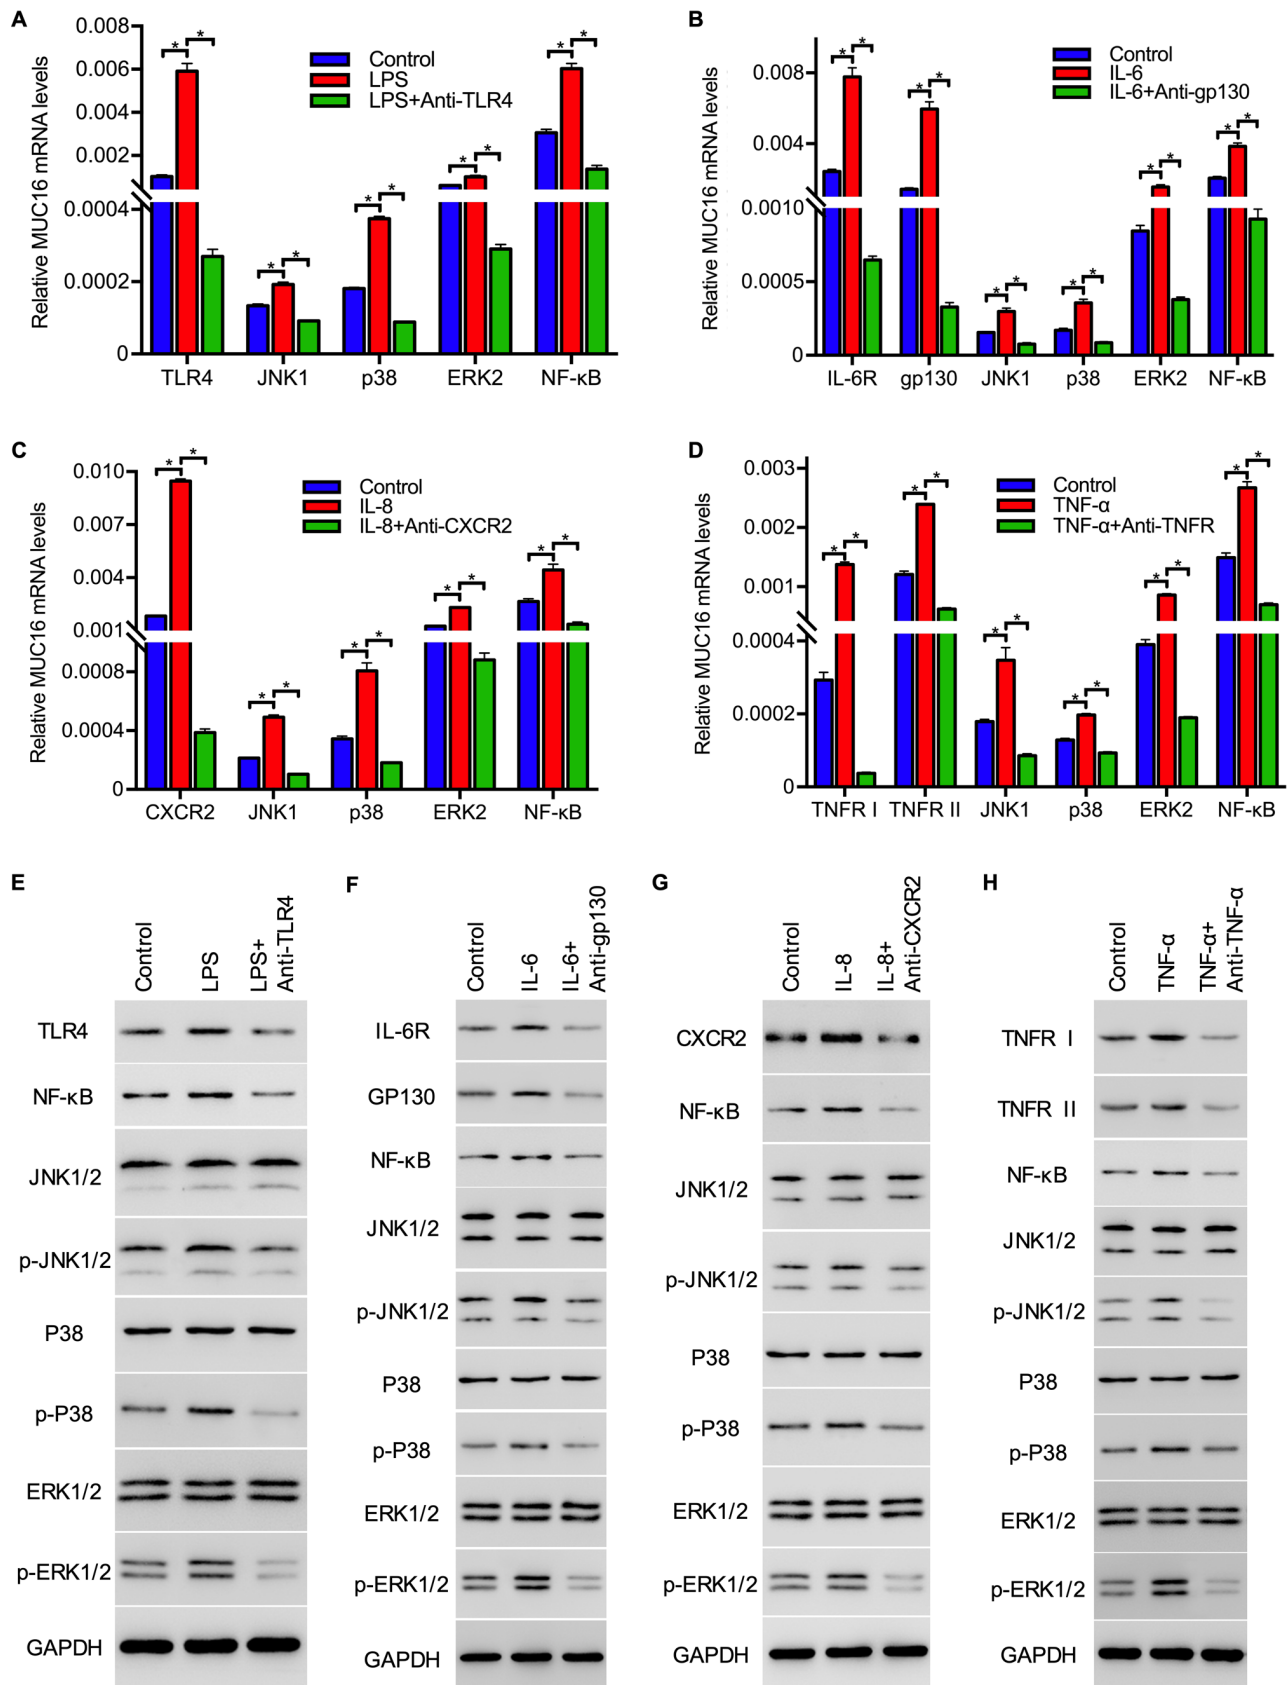 A
Relative MUC16 mRNA levels
0.008
0.006
0.004
0.002
0.0004
0.0002
0
Control
LPS
LPS+Anti-TLR4
* * * * * * * * * *
TLR4 JNK1 p38 ERK2 NF-κB
B
Relative MUC16 mRNA levels
0.008
0.004
0.0010
0.0005
0
Control
IL-6
IL-6+Anti-gp130
* * * * * * * * * * * *
IL-6R gp130 JNK1 p38 ERK2 NF-κB
C
Relative MUC16 mRNA levels
0.010
0.007
0.004
0.001
0.0008
0.0004
0
Control
IL-8
IL-8+Anti-CXCR2
* * * * * * * * * *
CXCR2 JNK1 p38 ERK2 NF-κB
D
Relative MUC16 mRNA levels
0.003
0.002
0.001
0.0004
0.0002
0
Control
TNF-α
TNF-α+Anti-TNFR
* * * * * * * * * * * *
TNFR I TNFR II JNK1 p38 ERK2 NF-κB
E
Control
LPS
LPS+
Anti-TLR4
TLR4
NF-κB
JNK1/2
p-JNK1/2
P38
p-P38
ERK1/2
p-ERK1/2
GAPDH
F
Control
IL-6
IL-6+
Anti-gp130
IL-6R
GP130
NF-κB
JNK1/2
p-JNK1/2
P38
p-P38
ERK1/2
p-ERK1/2
GAPDH
G
Control
IL-8
IL-8+
Anti-CXCR2
CXCR2
NF-κB
JNK1/2
p-JNK1/2
P38
p-P38
ERK1/2
p-ERK1/2
GAPDH
H
Control
TNF-α
TNF-α+
Anti-TNF-α
TNFR I
TNFR II
NF-κB
JNK1/2
p-JNK1/2
P38
p-P38
ERK1/2
p-ERK1/2
GAPDH